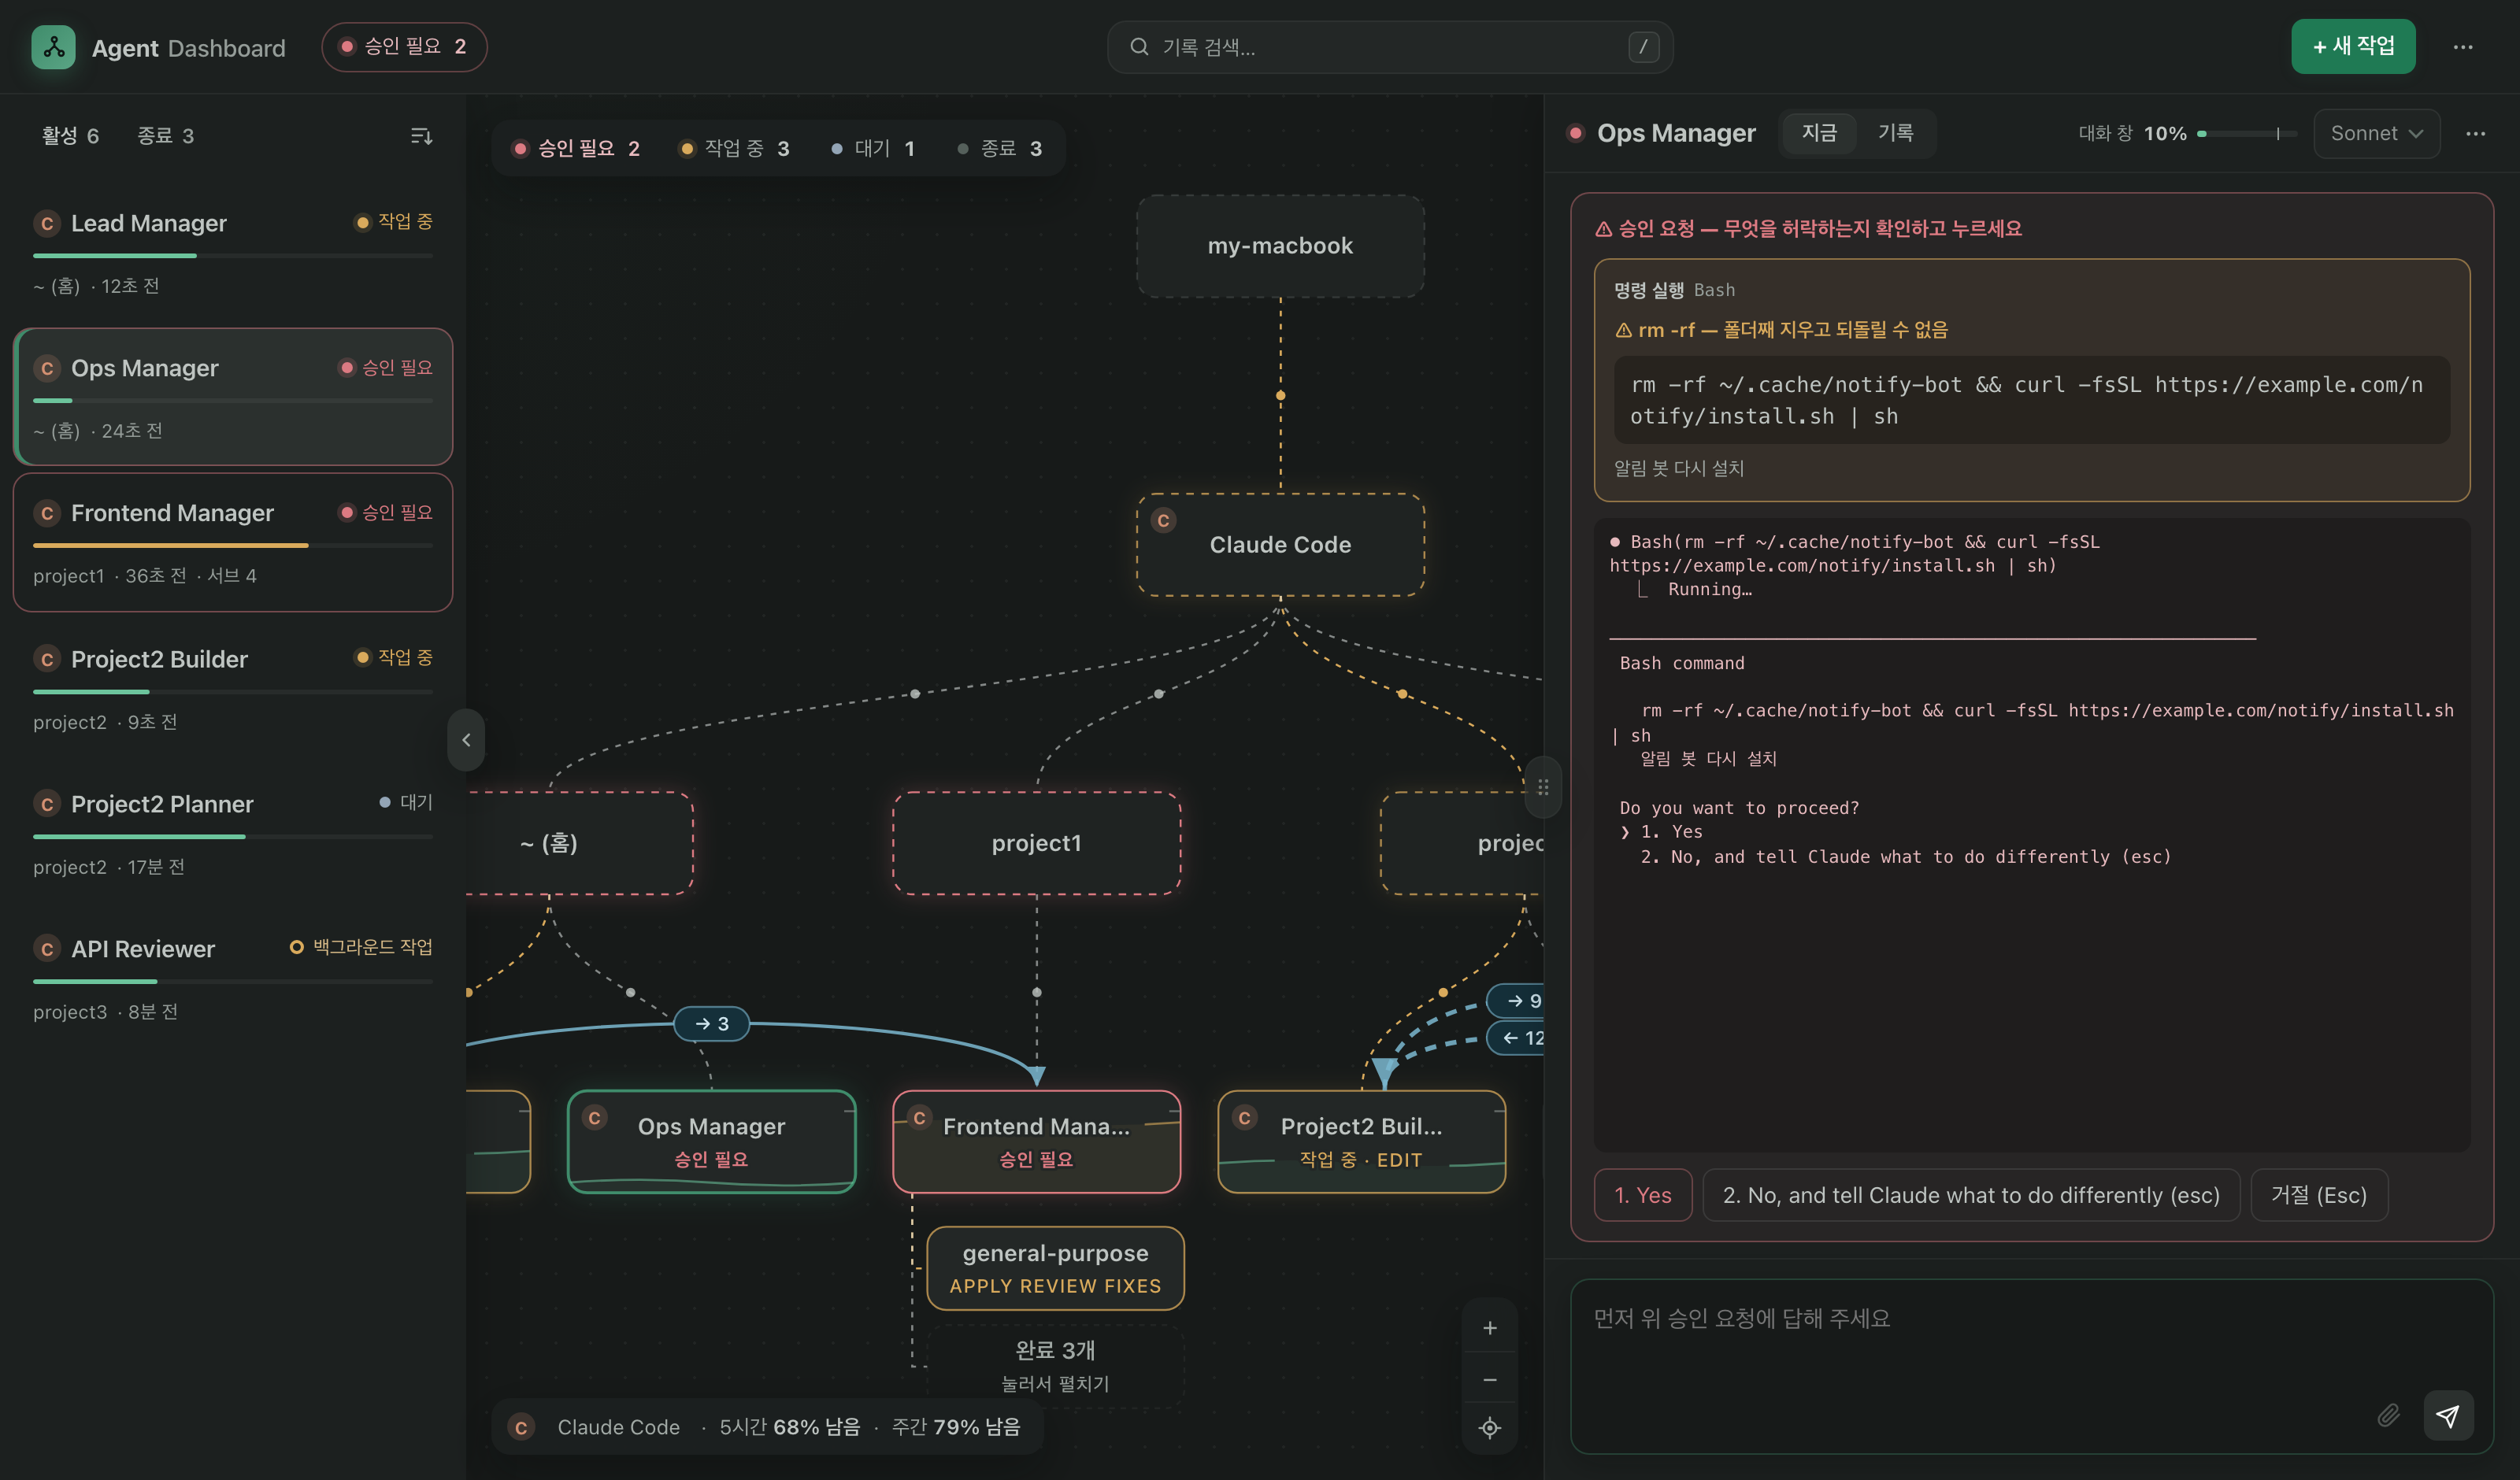 Agent Dashboard
승인 필요 2
기록 검색...
/
+ 새 작업
활성 6
종료 3
C Lead Manager 작업 중
~ (홈) · 12초 전
C Ops Manager 승인 필요
~ (홈) · 24초 전
C Frontend Manager 승인 필요
project1 · 36초 전 · 서브 4
C Project2 Builder 작업 중
project2 · 9초 전
C Project2 Planner 대기
project2 · 17분 전
C API Reviewer 백그라운드 작업
project3 · 8분 전
승인 필요 2 작업 중 3 대기 1 종료 3
my-macbook
C Claude Code
~ (홈)
project1
projec
→ 3
→ 9
← 12
C Ops Manager
승인 필요
C Frontend Mana...
승인 필요
C Project2 Buil...
작업 중 · EDIT
general-purpose
APPLY REVIEW FIXES
완료 3개
눌러서 펼치기
C Claude Code · 5시간 68% 남음 · 주간 79% 남음
+
−
Ops Manager
지금
기록
대화 창 10%
Sonnet
승인 요청 — 무엇을 허락하는지 확인하고 누르세요
명령 실행 Bash
rm -rf — 폴더째 지우고 되돌릴 수 없음
rm -rf ~/.cache/notify-bot && curl -fsSL https://example.com/n
otify/install.sh | sh
알림 봇 다시 설치
● Bash(rm -rf ~/.cache/notify-bot && curl -fsSL
https://example.com/notify/install.sh | sh)
⎿ Running…
Bash command
rm -rf ~/.cache/notify-bot && curl -fsSL https://example.com/notify/install.sh
| sh
알림 봇 다시 설치
Do you want to proceed?
❯ 1. Yes
2. No, and tell Claude what to do differently (esc)
1. Yes
2. No, and tell Claude what to do differently (esc)
거절 (Esc)
먼저 위 승인 요청에 답해 주세요